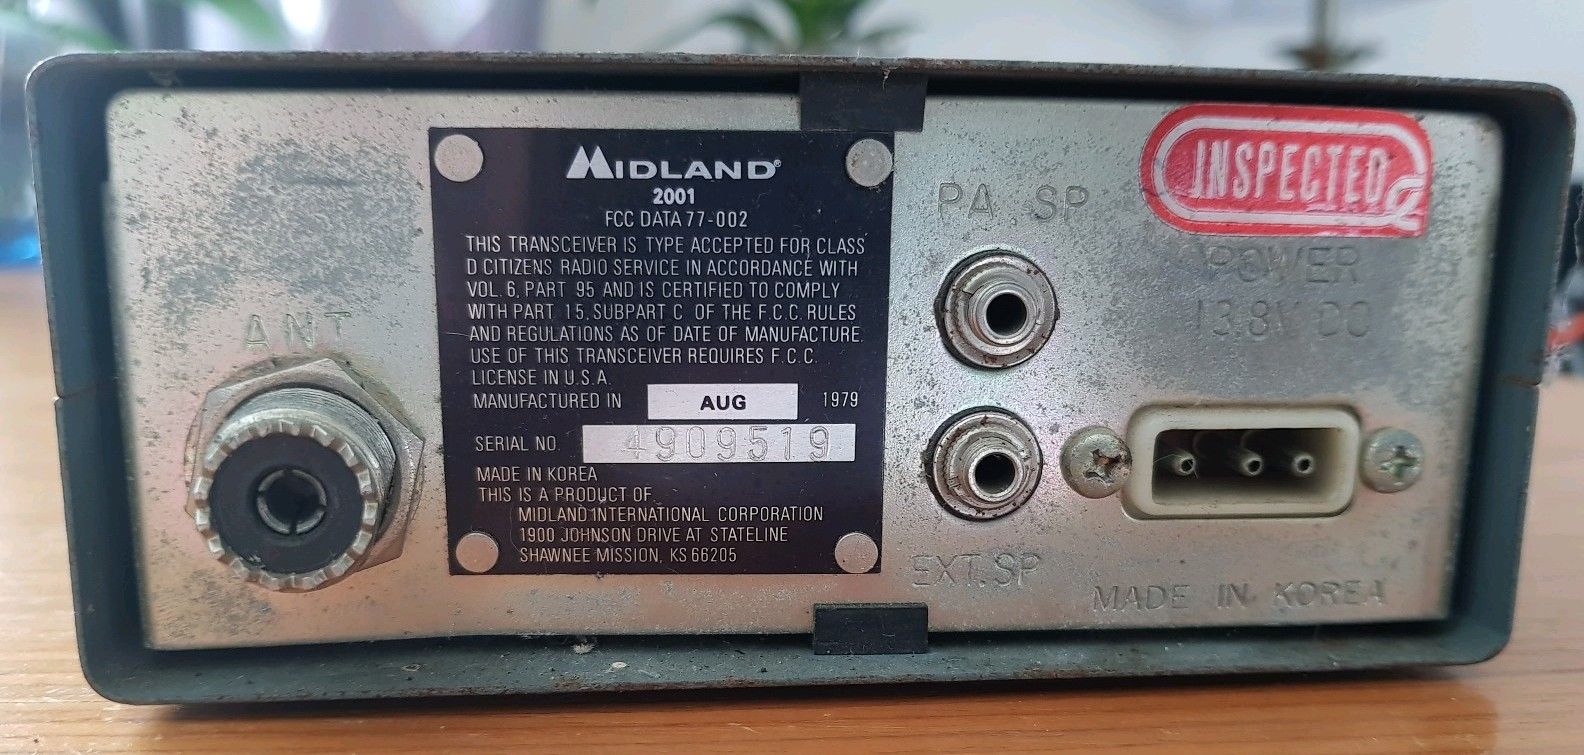 MIDLAND®
2001
FCC DATA 77-002
THIS TRANSCEIVER IS TYPE ACCEPTED FOR CLASS
D CITIZENS RADIO SERVICE IN ACCORDANCE WITH
VOL. 6, PART 95 AND IS CERTIFIED TO COMPLY
WITH PART 15, SUBPART C OF THE F.C.C. RULES
AND REGULATIONS AS OF DATE OF MANUFACTURE.
USE OF THIS TRANSCEIVER REQUIRES F.C.C.
LICENSE IN U.S.A.
MANUFACTURED IN AUG 1979
SERIAL NO. 4909519
MADE IN KOREA
THIS IS A PRODUCT OF
MIDLAND INTERNATIONAL CORPORATION
1900 JOHNSON DRIVE AT STATELINE
SHAWNEE MISSION, KS 66205
ANT
PA. SP
INSPECTED
POWER
13.8V DC
EXT. SP
MADE IN KOREA